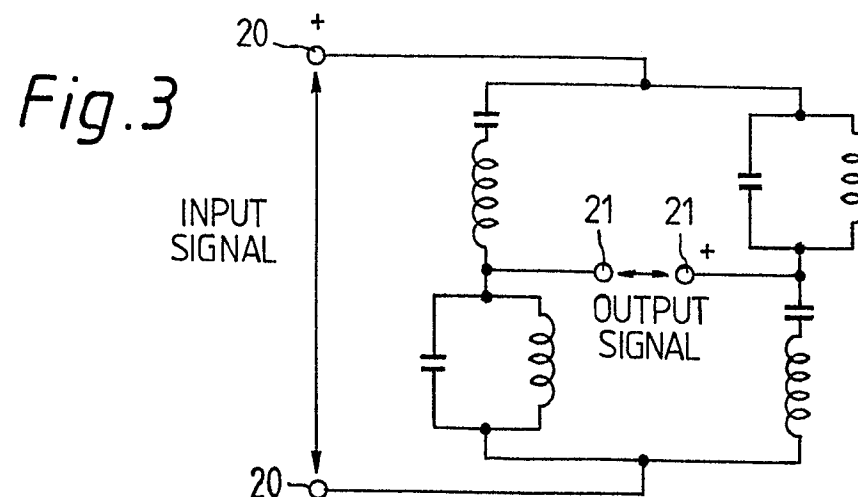 20
+
Fig.3
INPUT
SIGNAL
21
21
+
OUTPUT
SIGNAL
20